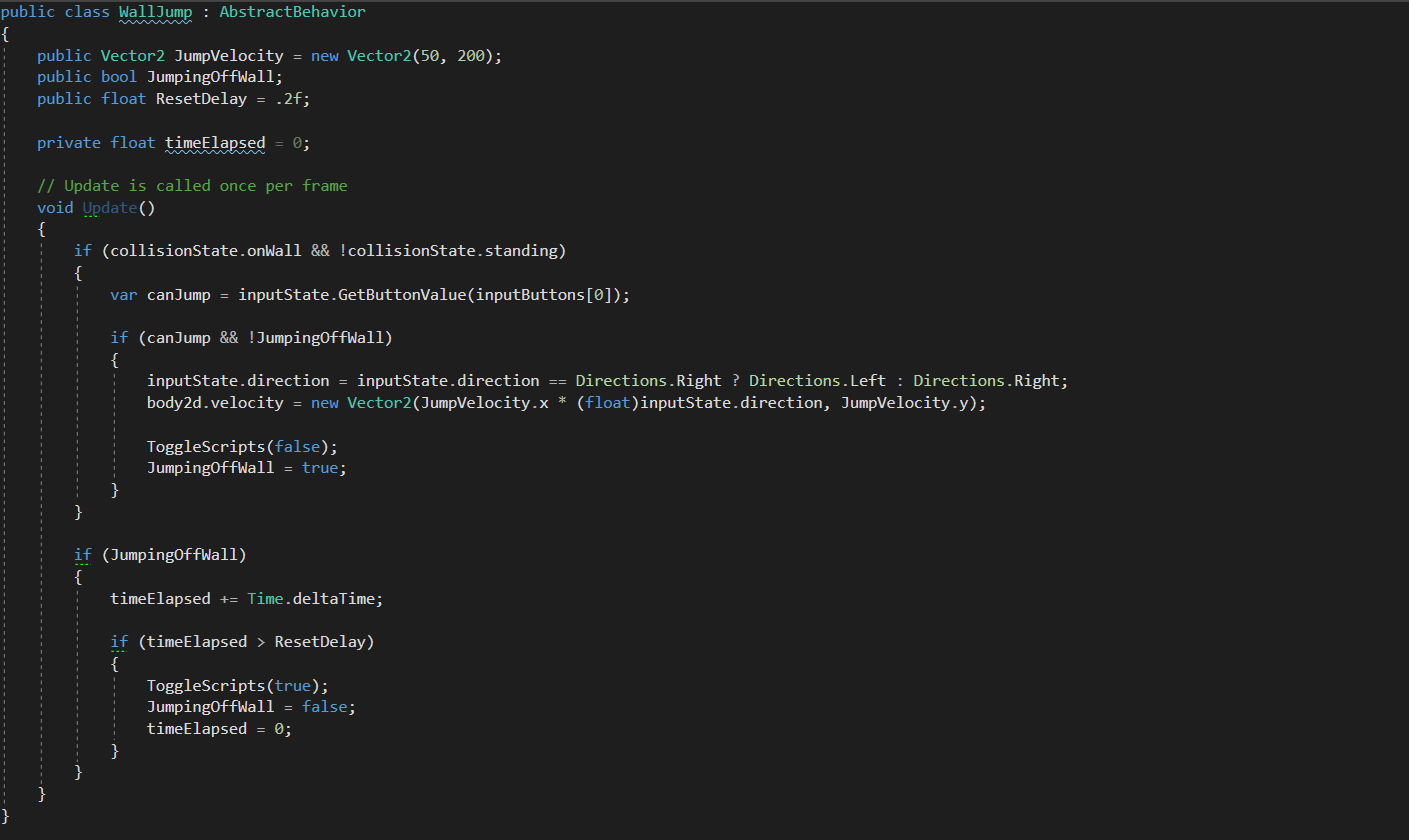 public class WallJump : AbstractBehavior
{
    public Vector2 JumpVelocity = new Vector2(50, 200);
    public bool JumpingOffWall;
    public float ResetDelay = .2f;

    private float timeElapsed = 0;

    // Update is called once per frame
    void Update()
    {
        if (collisionState.onWall && !collisionState.standing)
        {
            var canJump = inputState.GetButtonValue(inputButtons[0]);

            if (canJump && !JumpingOffWall)
            {
                inputState.direction = inputState.direction == Directions.Right ? Directions.Left : Directions.Right;
                body2d.velocity = new Vector2(JumpVelocity.x * (float)inputState.direction, JumpVelocity.y);

                ToggleScripts(false);
                JumpingOffWall = true;
            }
        }

        if (JumpingOffWall)
        {
            timeElapsed += Time.deltaTime;

            if (timeElapsed > ResetDelay)
            {
                ToggleScripts(true);
                JumpingOffWall = false;
                timeElapsed = 0;
            }
        }
    }
}